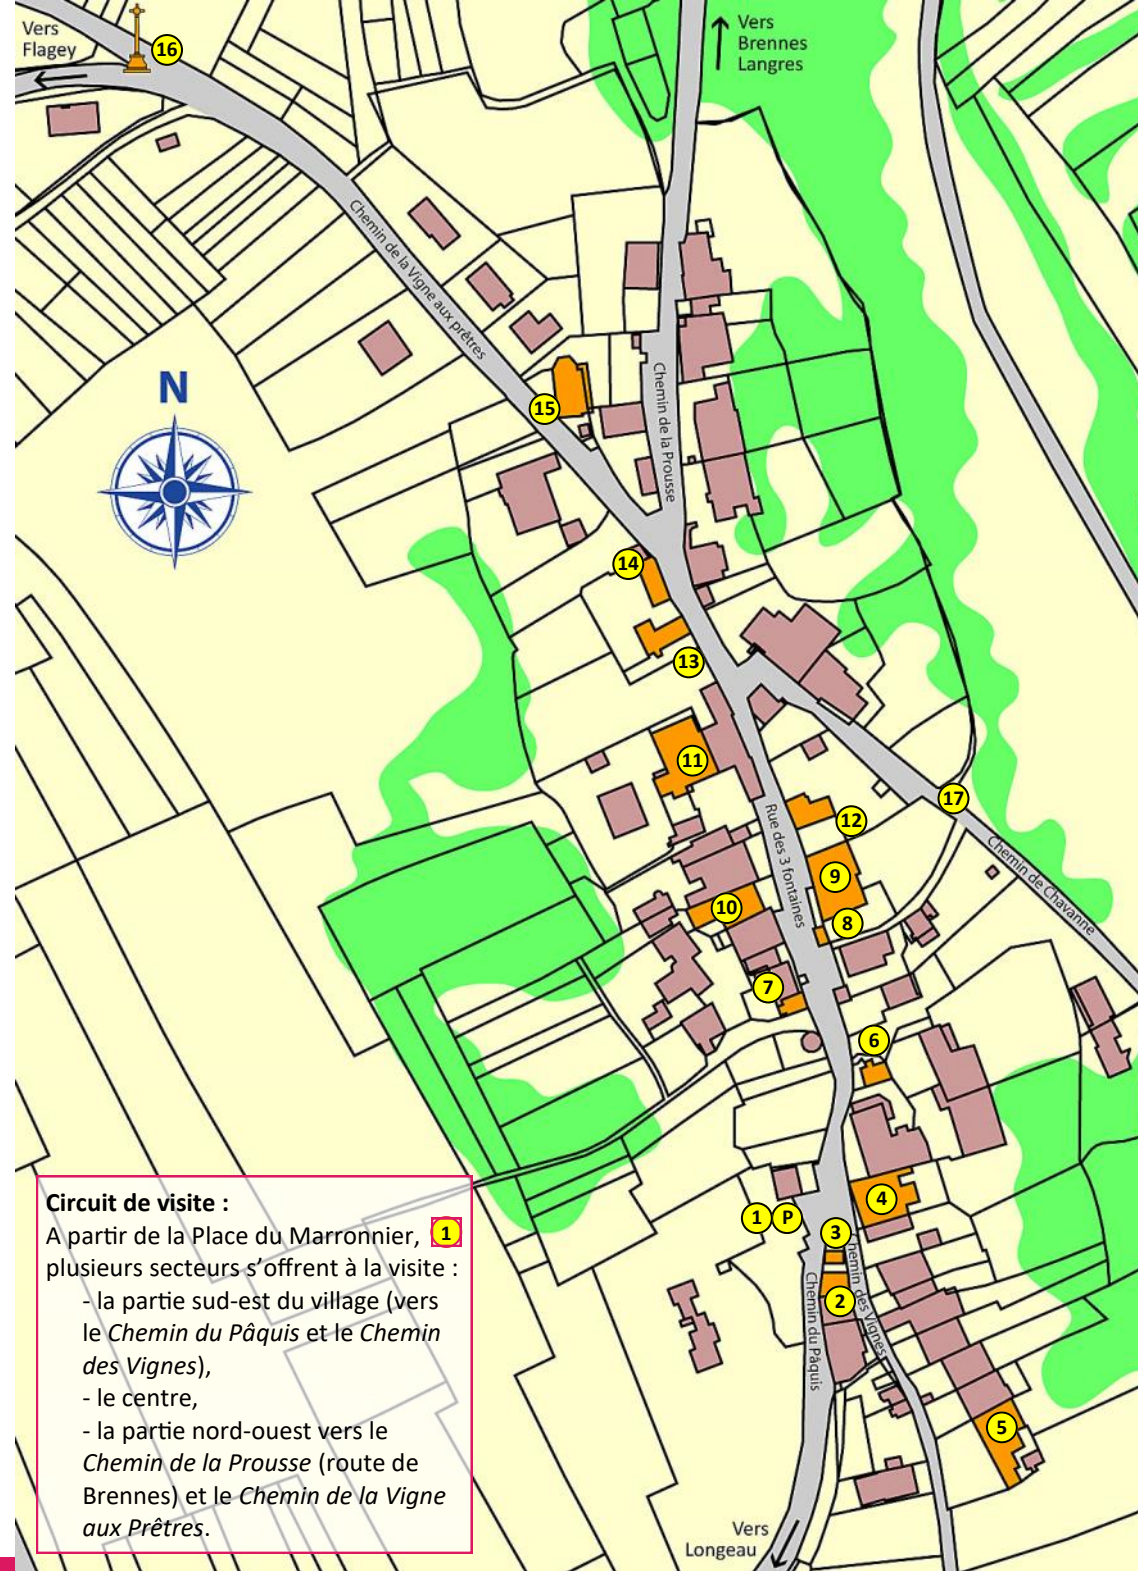 Vers
Flagey
16
Vers
Brennes
Langres
Chemin de la Vigne aux prêtres
N
15
Chemin de la Prousse
14
13
11
17
12
Rue des 3 fontaines
9
Chemin de Chavanne
10
8
7
6
4
1
P
3
2
Chemin des Vignes
Chemin du Pâquis
5
Vers
Longeau
Circuit de visite :
A partir de la Place du Marronnier, 1
plusieurs secteurs s’offrent à la visite :
- la partie sud-est du village (vers
le Chemin du Pâquis et le Chemin
des Vignes),
- le centre,
- la partie nord-ouest vers le
Chemin de la Prousse (route de
Brennes) et le Chemin de la Vigne
aux Prêtres.